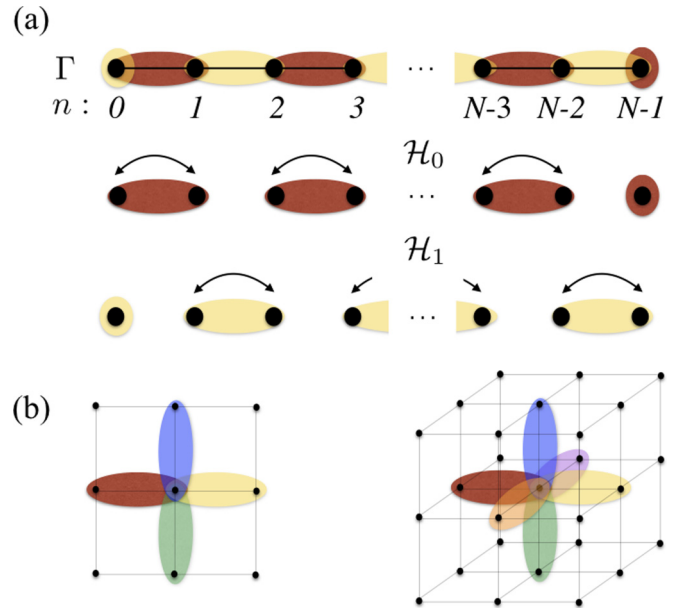 (a)
Γ ...
n : 0 1 2 3 N-3 N-2 N-1
ℋ₀
...
ℋ₁
...
(b)